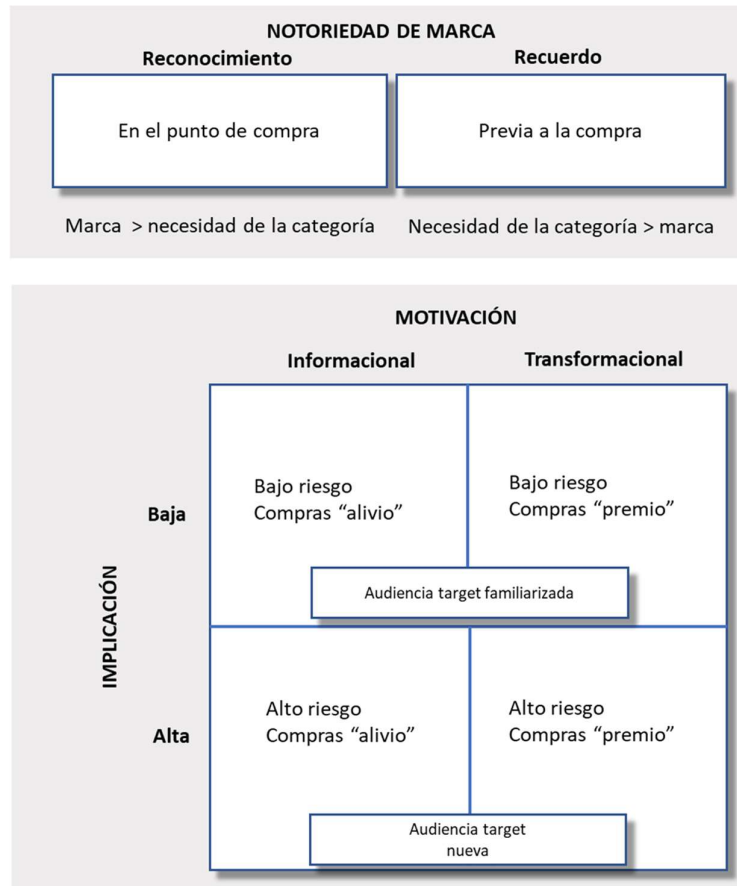 NOTORIEDAD DE MARCA
Reconocimiento
Recuerdo
En el punto de compra
Previa a la compra
Marca > necesidad de la categoría
Necesidad de la categoría > marca
MOTIVACIÓN
Informacional
Transformacional
IMPLICACIÓN
Baja
Bajo riesgo
Compras “alivio”
Bajo riesgo
Compras “premio”
Audiencia target familiarizada
Alta
Alto riesgo
Compras “alivio”
Alto riesgo
Compras “premio”
Audiencia target
nueva